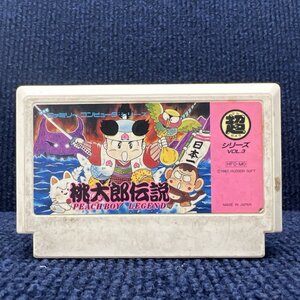 ファミリーコンピュータ
日本一
桃太郎伝説
PEACHBOY LEGEND
超
シリーズ
VOL.3
HFC-MO
©1987 HUDSON SOFT
MADE IN JAPAN